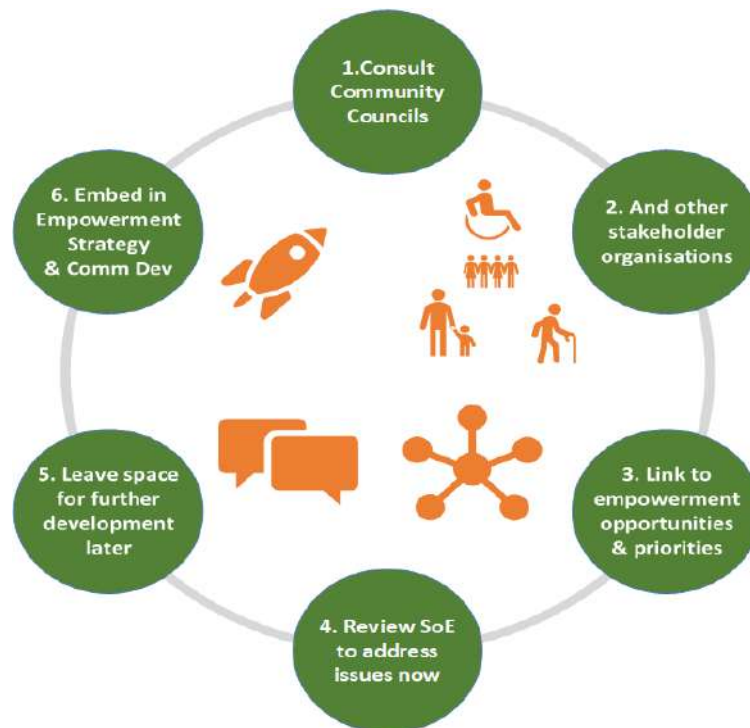 1.Consult
Community
Councils
2. And other
stakeholder
organisations
3. Link to
empowerment
opportunities
& priorities
4. Review SoE
to address
issues now
5. Leave space
for further
development
later
6. Embed in
Empowerment
Strategy
& Comm Dev